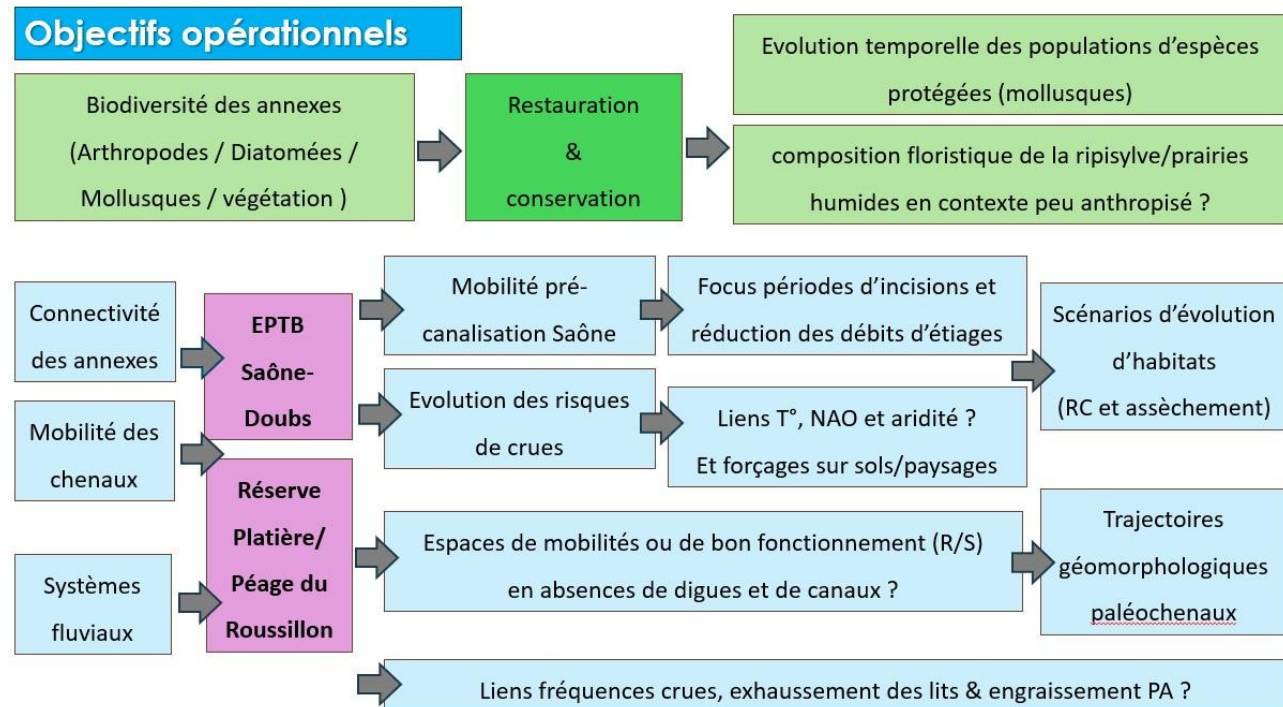 Objectifs opérationnels
Biodiversité des annexes
(Arthropodes / Diatomées /
Mollusques / végétation )
Restauration
&
conservation
Evolution temporelle des populations d’espèces
protégées (mollusques)
composition floristique de la ripisylve/prairies
humides en contexte peu anthropisé ?
Connectivité
des annexes
Mobilité des
chenaux
Systèmes
fluviaux
EPTB
Saône-
Doubs
Réserve
Platière/
Péage du
Roussillon
Mobilité pré-
canalisation Saône
Focus périodes d’incisions et
réduction des débits d’étiages
Evolution des risques
de crues
Liens T°, NAO et aridité ?
Et forçages sur sols/paysages
Scénarios d’évolution
d’habitats
(RC et assèchement)
Espaces de mobilités ou de bon fonctionnement (R/S)
en absences de digues et de canaux ?
Trajectoires
géomorphologiques
paléochenaux
Liens fréquences crues, exhaussement des lits & engraissement PA ?